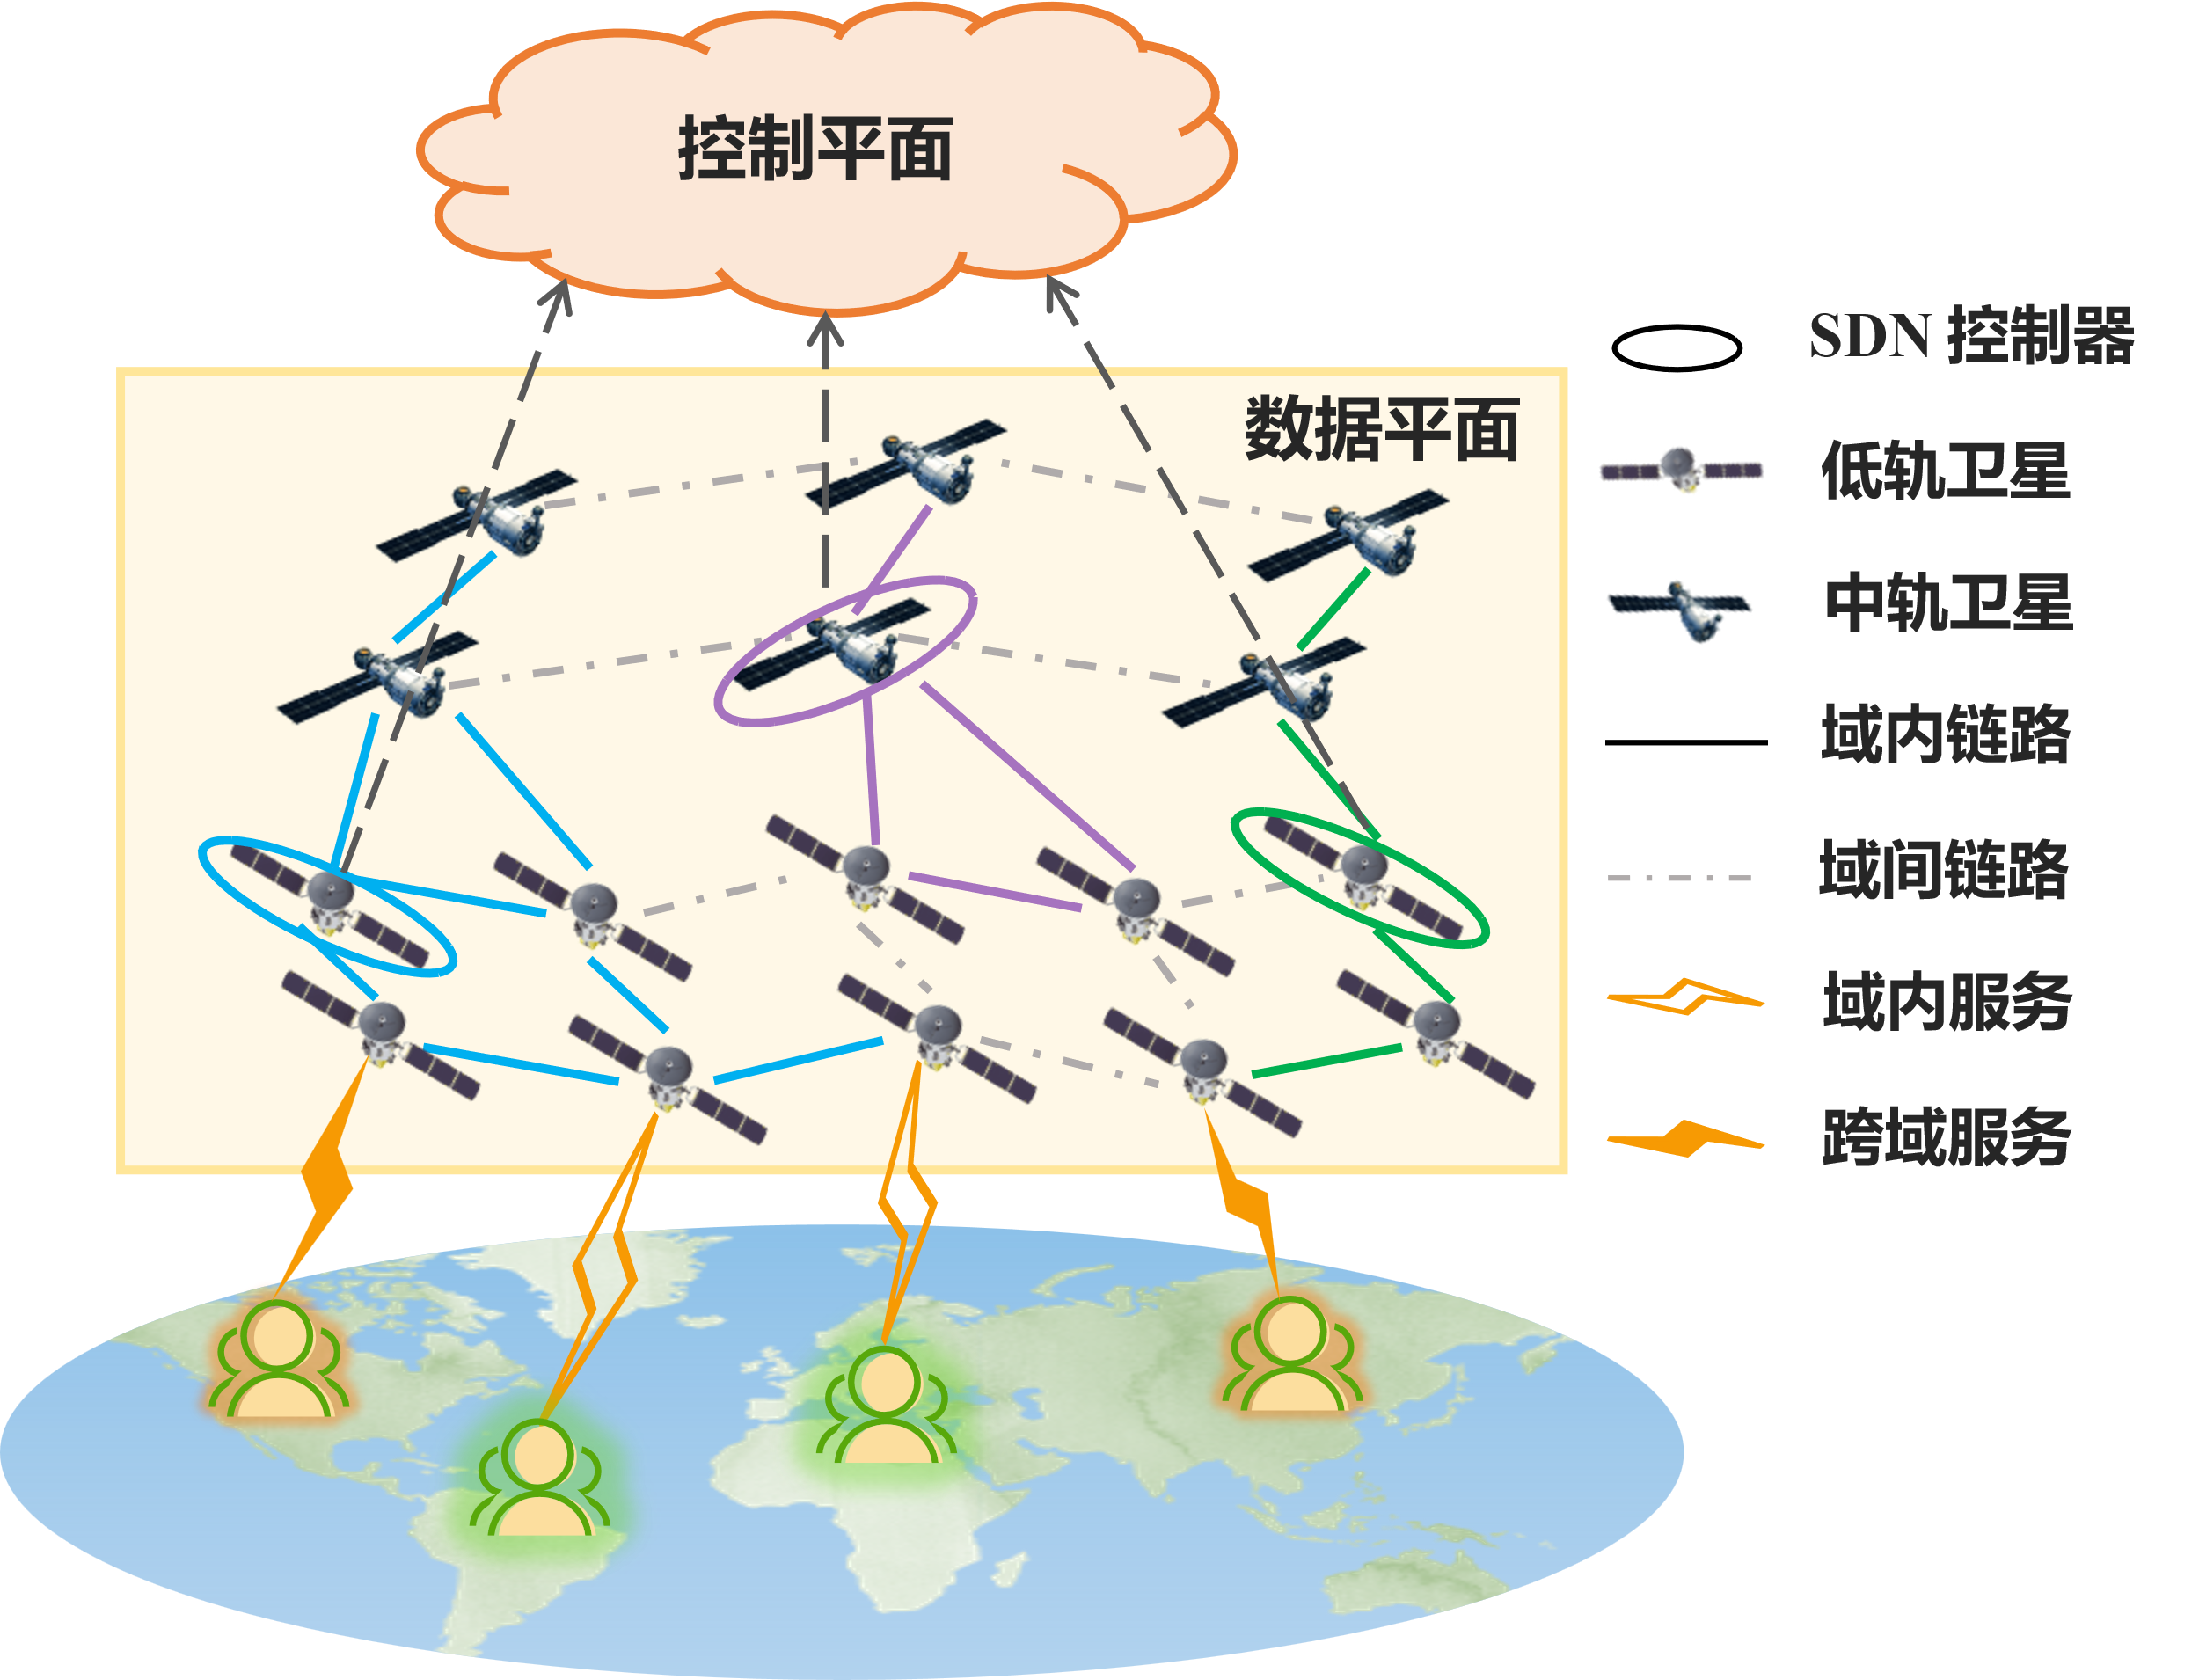 控制平面
数据平面
SDN 控制器
低轨卫星
中轨卫星
域内链路
域间链路
域内服务
跨域服务